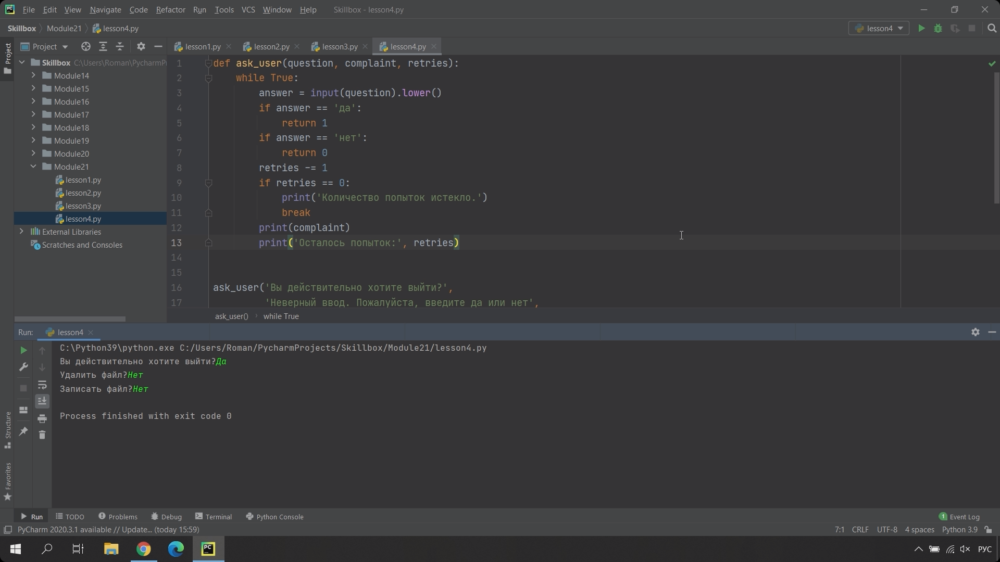 File Edit View Navigate Code Refactor Run Tools VCS Window Help Skillbox - lesson4.py
Skillbox Module21 lesson4.py lesson4
Project lesson1.py lesson2.py lesson3.py lesson4.py
Project
Skillbox C:\Users\Roman\PycharmP
Module14
Module15
Module16
Module17
Module18
Module19
Module20
Module21
lesson1.py
lesson2.py
lesson3.py
lesson4.py
External Libraries
Scratches and Consoles
1 def ask_user(question, complaint, retries):
2 while True:
3 answer = input(question).lower()
4 if answer == 'да':
5 return 1
6 if answer == 'нет':
7 return 0
8 retries -= 1
9 if retries == 0:
10 print('Количество попыток истекло.')
11 break
12 print(complaint)
13 print('Осталось попыток:', retries)
14
15
16 ask_user('Вы действительно хотите выйти?',
17 'Неверный ввод. Пожалуйста, введите да или нет',
ask_user() while True
Run: lesson4
C:\Python39\python.exe C:/Users/Roman/PycharmProjects/Skillbox/Module21/lesson4.py
Вы действительно хотите выйти?Да
Удалить файл?Нет
Записать файл?Нет
Process finished with exit code 0
Structure
Favorites
Run TODO Problems Debug Terminal Python Console 1 Event Log
PyCharm 2020.3.1 available // Update... (today 15:59) 7:1 CRLF UTF-8 4 spaces Python 3.9
PC РУС